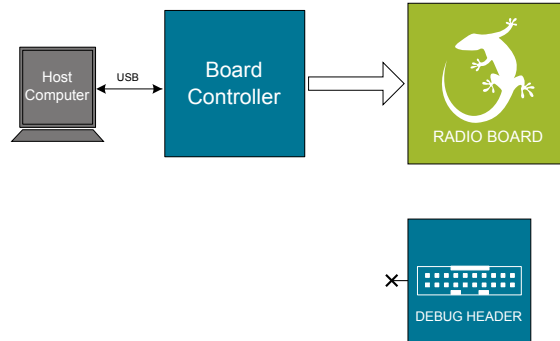 Host
Computer
USB
Board
Controller
RADIO BOARD
DEBUG HEADER